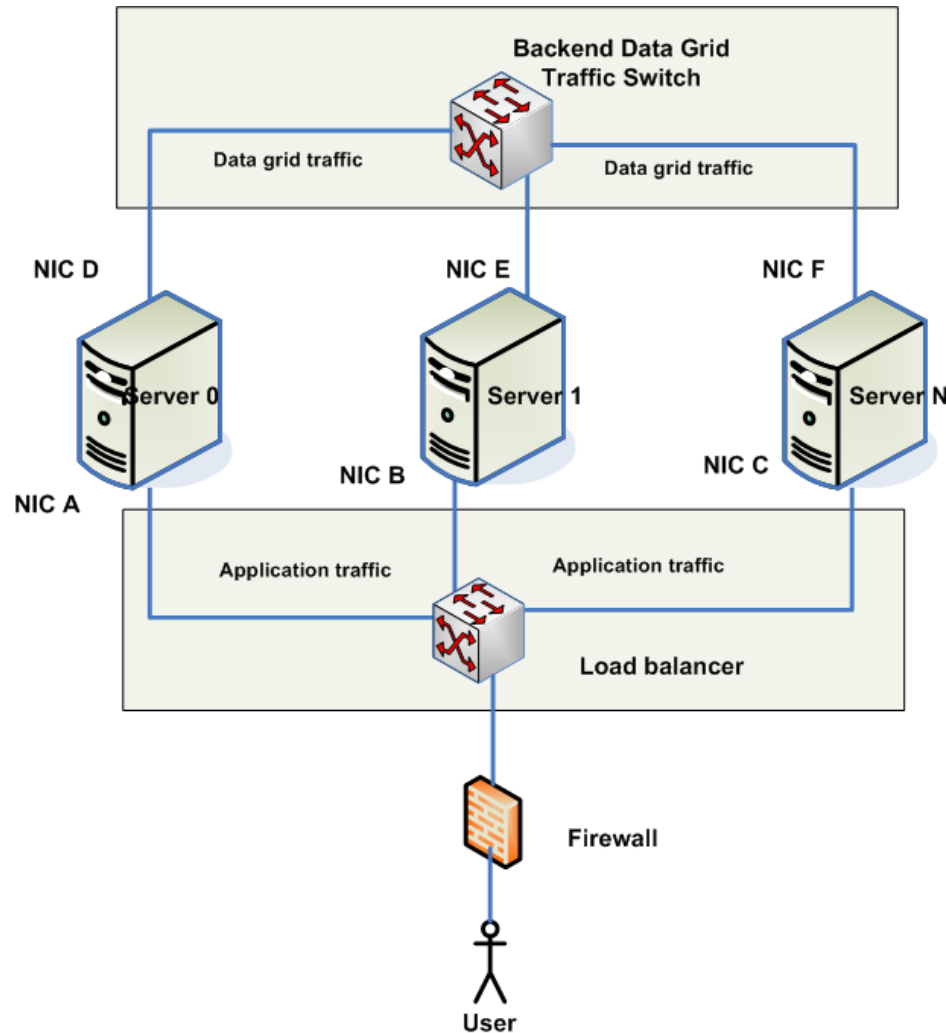 Backend Data Grid
Traffic Switch
Data grid traffic
Data grid traffic
NIC D
NIC E
NIC F
Server 0
Server 1
Server N
NIC A
NIC B
NIC C
Application traffic
Application traffic
Load balancer
Firewall
User